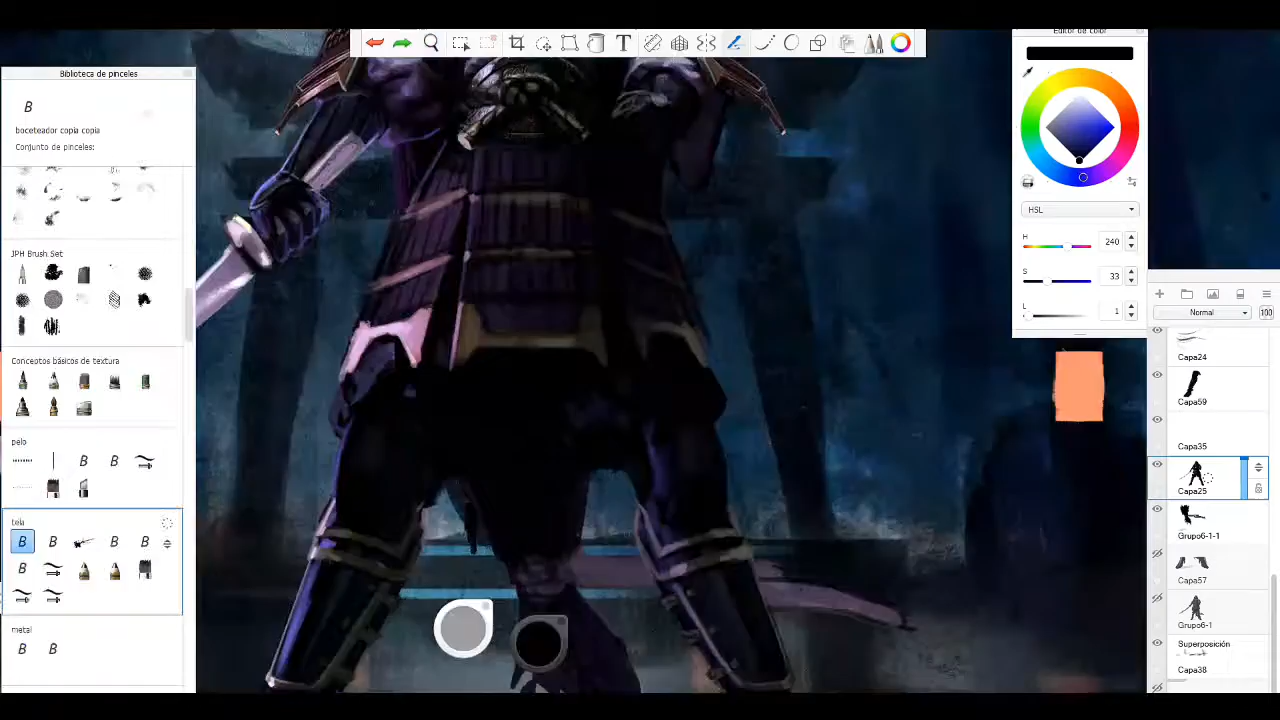 Biblioteca de pinceles
B
boceteador copia copia
Conjunto de pinceles:
JPH Brush Set
Conceptos básicos de textura
pelo
B B
tela
B B B B
B
metal
B B
T
Editor de color
HSL
H
240
S
33
L
1
Normal
100
Capa24
Capa59
Capa35
Capa25
Grupo6-1-1
Capa57
Grupo6-1
Superposición
Capa38